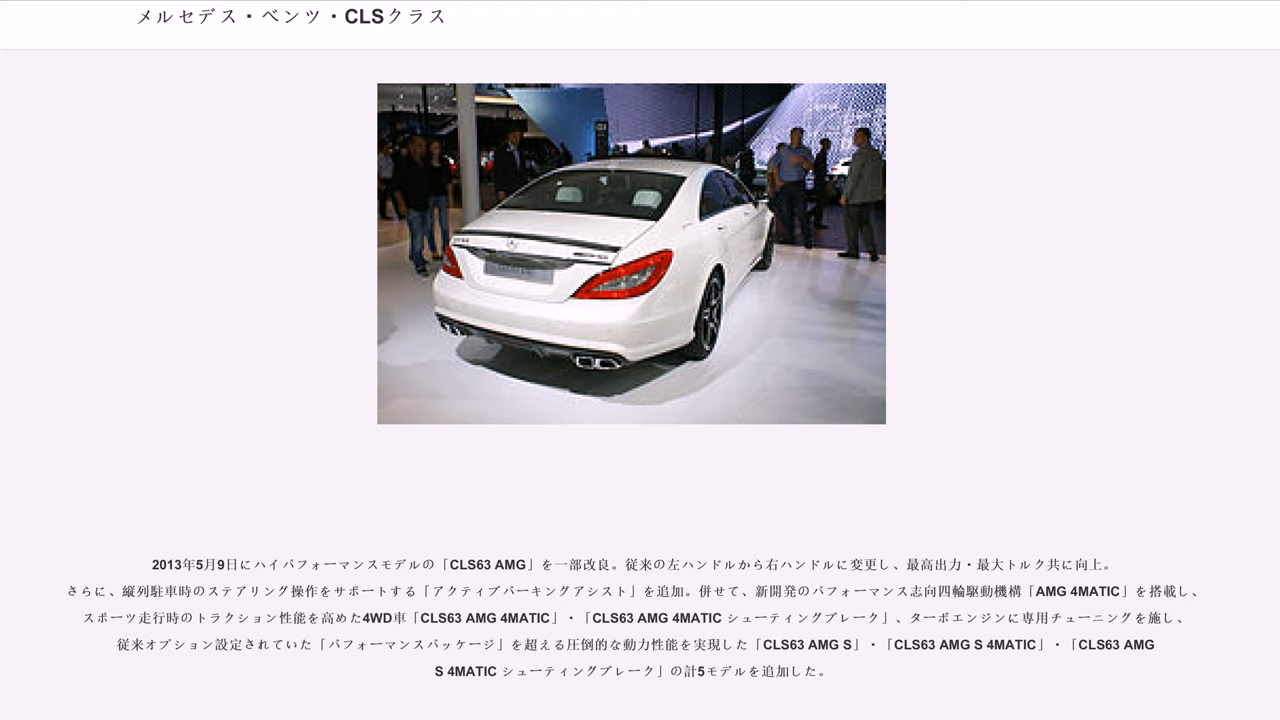 メルセデス・ベンツ・CLSクラス
2013年5月9日にハイパフォーマンスモデルの「CLS63 AMG」を一部改良。従来の左ハンドルから右ハンドルに変更し、最高出力・最大トルク共に向上。
さらに、縦列駐車時のステアリング操作をサポートする「アクティブパーキングアシスト」を追加。併せて、新開発のパフォーマンス志向四輪駆動機構「AMG 4MATIC」を搭載し、
スポーツ走行時のトラクション性能を高めた4WD車「CLS63 AMG 4MATIC」・「CLS63 AMG 4MATIC シューティングブレーク」、ターボエンジンに専用チューニングを施し、
従来オプション設定されていた「パフォーマンスパッケージ」を超える圧倒的な動力性能を実現した「CLS63 AMG S」・「CLS63 AMG S 4MATIC」・「CLS63 AMG
S 4MATIC シューティングブレーク」の計5モデルを追加した。